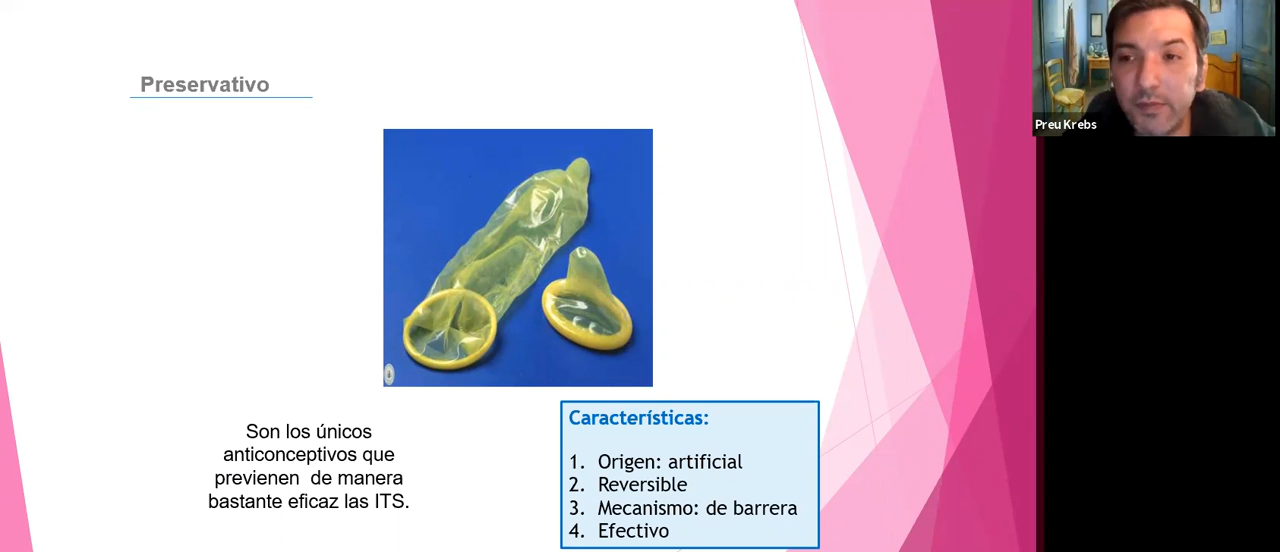 Preservativo
Preu Krebs
Son los únicos
anticonceptivos que
previenen de manera
bastante eficaz las ITS.
Características:
1. Origen: artificial
2. Reversible
3. Mecanismo: de barrera
4. Efectivo